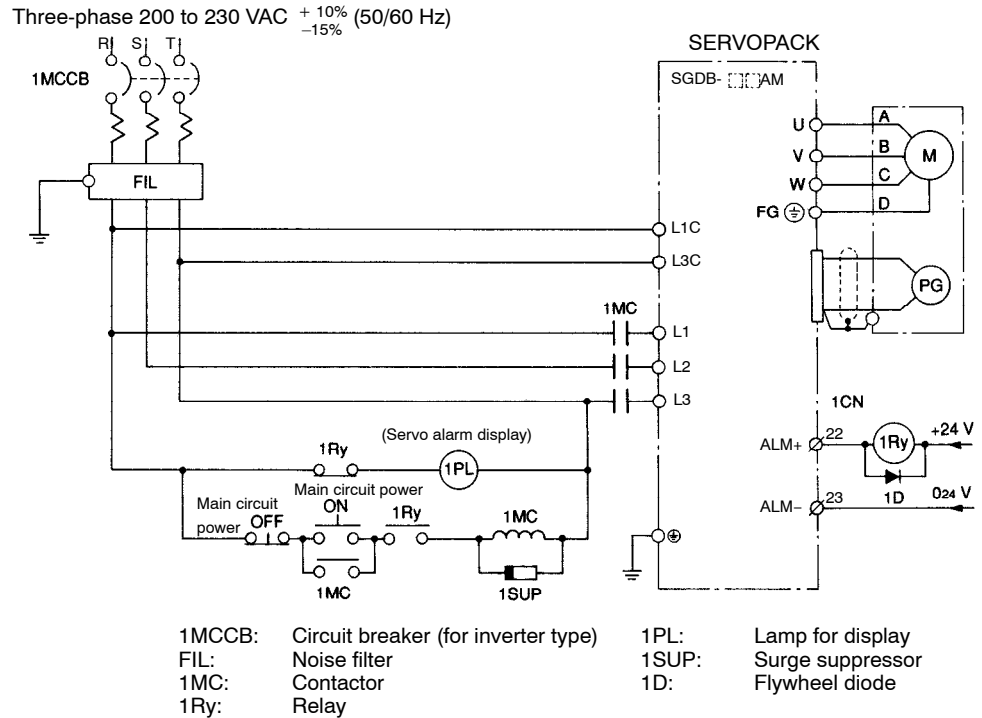 Three-phase 200 to 230 VAC +10% −15% (50/60 Hz)
R S T
1MCCB
FIL
SERVOPACK
SGDB- AM
U
V
W
FG
A
B
C
D
M
PG
L1C
L3C
1MC
L1
L2
L3
(Servo alarm display)
1Ry
1PL
Main circuit power
ON
Main circuit
power
OFF
1Ry
1MC
1MC
1SUP
1CN
ALM+
22
1Ry
+24 V
1D
ALM−
23
024 V
1MCCB: Circuit breaker (for inverter type)
FIL: Noise filter
1MC: Contactor
1Ry: Relay
1PL: Lamp for display
1SUP: Surge suppressor
1D: Flywheel diode